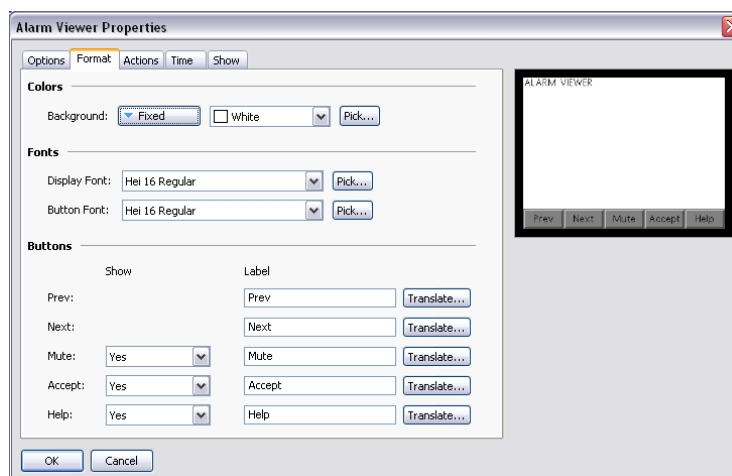 Alarm Viewer Properties
Options Format Actions Time Show
Colors
Background: Fixed White Pick...
Fonts
Display Font: Hei 16 Regular Pick...
Button Font: Hei 16 Regular Pick...
Buttons
Show Label
Prev: Prev Translate...
Next: Next Translate...
Mute: Yes Mute Translate...
Accept: Yes Accept Translate...
Help: Yes Help Translate...
OK Cancel
ALARM VIEWER
Prev Next Mute Accept Help